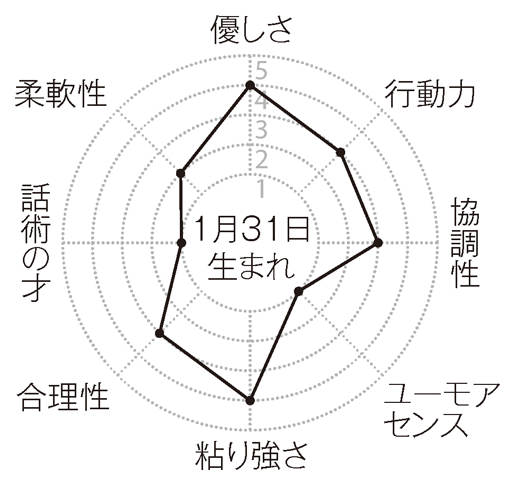 優しさ
行動力
協調性
ユーモア
センス
粘り強さ
合理性
話術の才
柔軟性
5
4
3
2
1
1月31日
生まれ